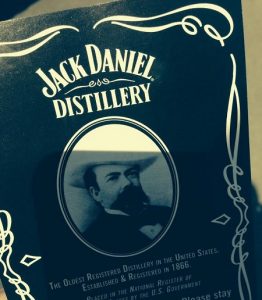 JACK DANIEL
DISTILLERY
THE OLDEST REGISTERED DISTILLERY IN THE UNITED STATES.
ESTABLISHED & REGISTERED IN 1866.
PLACED IN THE NATIONAL REGISTER OF
BY THE U.S. GOVERNMENT
Please stay